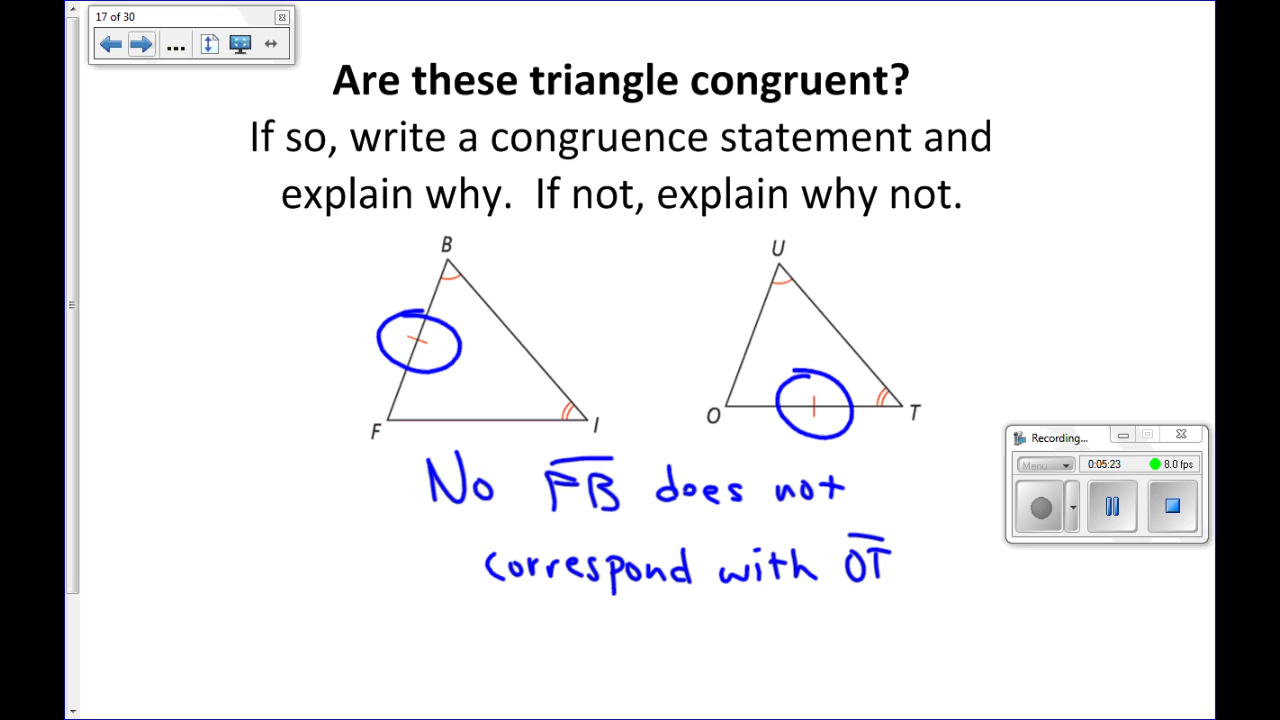 17 of 30
...
Are these triangle congruent?
If so, write a congruence statement and
explain why. If not, explain why not.
B
U
F
I
O
T
Recording...
Menu
0:05:23
8.0 fps
No FB does not
correspond with OT